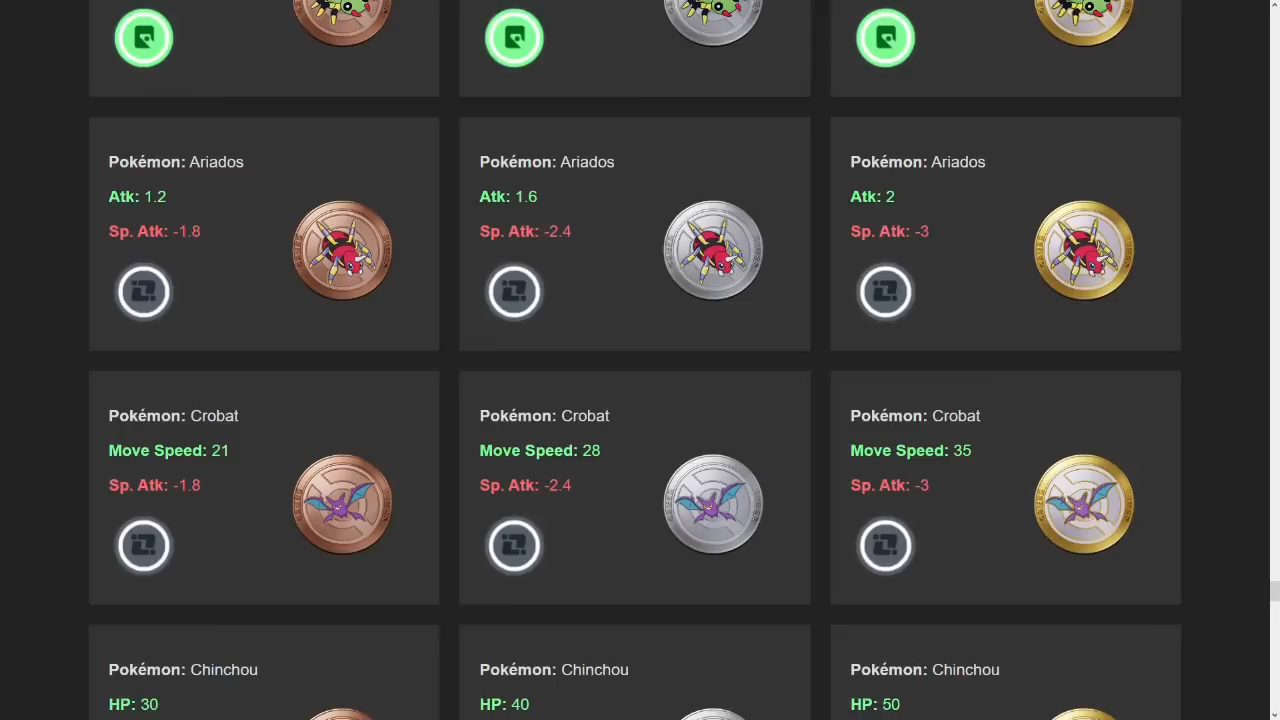 Pokémon: Ariados
Atk: 1.2
Sp. Atk: -1.8
Pokémon: Ariados
Atk: 1.6
Sp. Atk: -2.4
Pokémon: Ariados
Atk: 2
Sp. Atk: -3
Pokémon: Crobat
Move Speed: 21
Sp. Atk: -1.8
Pokémon: Crobat
Move Speed: 28
Sp. Atk: -2.4
Pokémon: Crobat
Move Speed: 35
Sp. Atk: -3
Pokémon: Chinchou
HP: 30
Pokémon: Chinchou
HP: 40
Pokémon: Chinchou
HP: 50